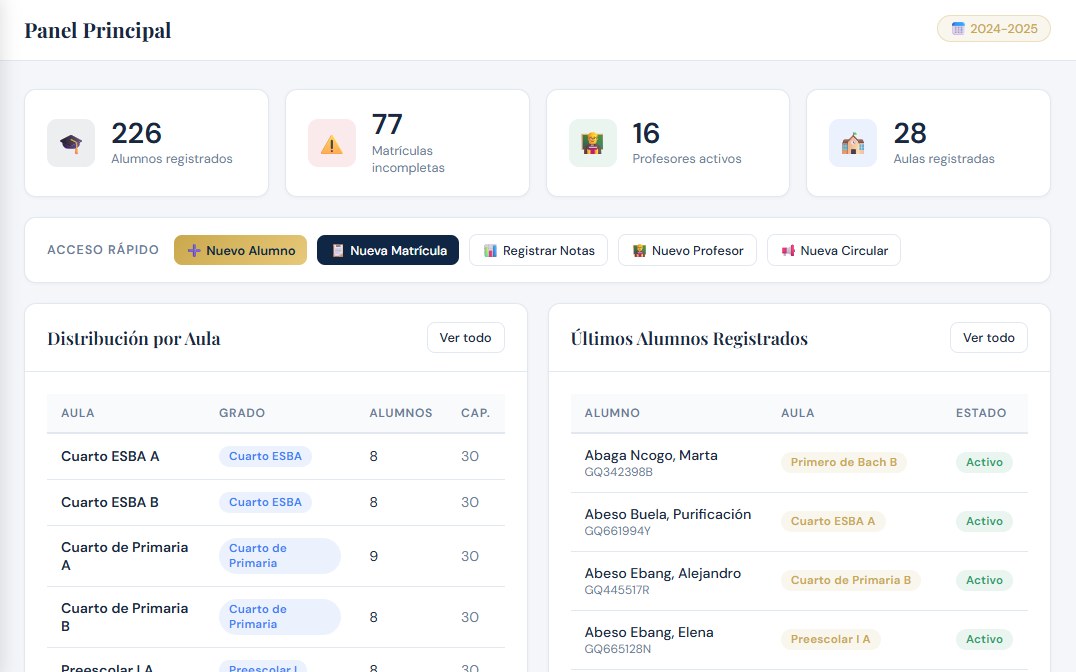 Panel Principal
2024-2025
226
Alumnos registrados
77
Matrículas
incompletas
16
Profesores activos
28
Aulas registradas
ACCESO RÁPIDO
Nuevo Alumno
Nueva Matrícula
Registrar Notas
Nuevo Profesor
Nueva Circular
Distribución por Aula
Ver todo
AULA GRADO ALUMNOS CAP.
Cuarto ESBA A Cuarto ESBA 8 30
Cuarto ESBA B Cuarto ESBA 8 30
Cuarto de Primaria
A
Cuarto de
Primaria
9 30
Cuarto de Primaria
B
Cuarto de
Primaria
8 30
Preescolar I A Preescolar I 8 30
Últimos Alumnos Registrados
Ver todo
ALUMNO AULA ESTADO
Abaga Ncogo, Marta
GQ342398B
Primero de Bach B Activo
Abeso Buela, Purificación
GQ661994Y
Cuarto ESBA A Activo
Abeso Ebang, Alejandro
GQ445517R
Cuarto de Primaria B Activo
Abeso Ebang, Elena
GQ665128N
Preescolar I A Activo